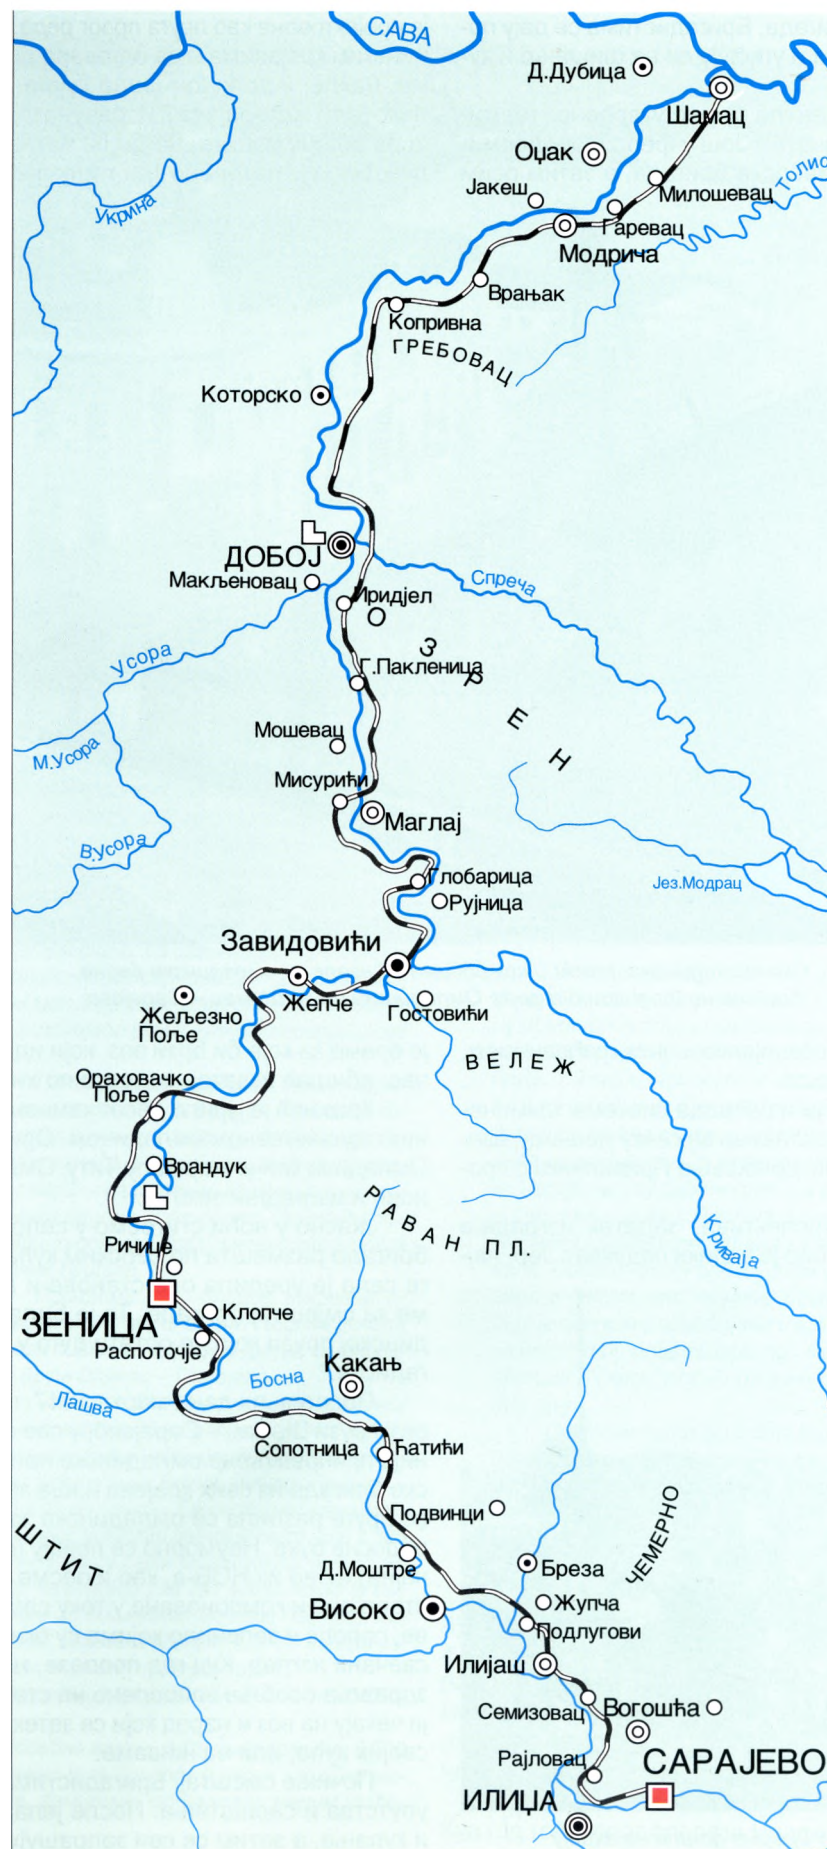 САВА
Д.Дубица
Шамац
Оџак
Милошевац
Толис
Јакеш
Гаревац
Укрина
Модрича
Врањак
Копривна
ГРЕБОВАЦ
Которско
ДОБОЈ
Спреча
Макљеновац
Иридјел
ОЗРЕН
Усора
Г.Пакленица
Мошевац
М.Усора
Мисурићи
Маглај
В.Усора
Глобарица
Јез.Модрац
Рујница
Завидовићи
Жепче
Гостовићи
Жељезно
Поље
ВЕЛЕЖ
Ораховачко
Поље
Врандук
РАВАН ПЛ.
Криваја
Ричице
Клопче
ЗЕНИЦА
Распоточје
Какањ
Босна
Лашва
Сопотница
Ћатићи
Подвинци
ЧЕМЕРНО
ШТИТ
Д.Моштре
Бреза
Жупча
Високо
Подлугови
Илијаш
Семизовац
Вогошћа
Рајловац
САРАЈЕВО
ИЛИЏА